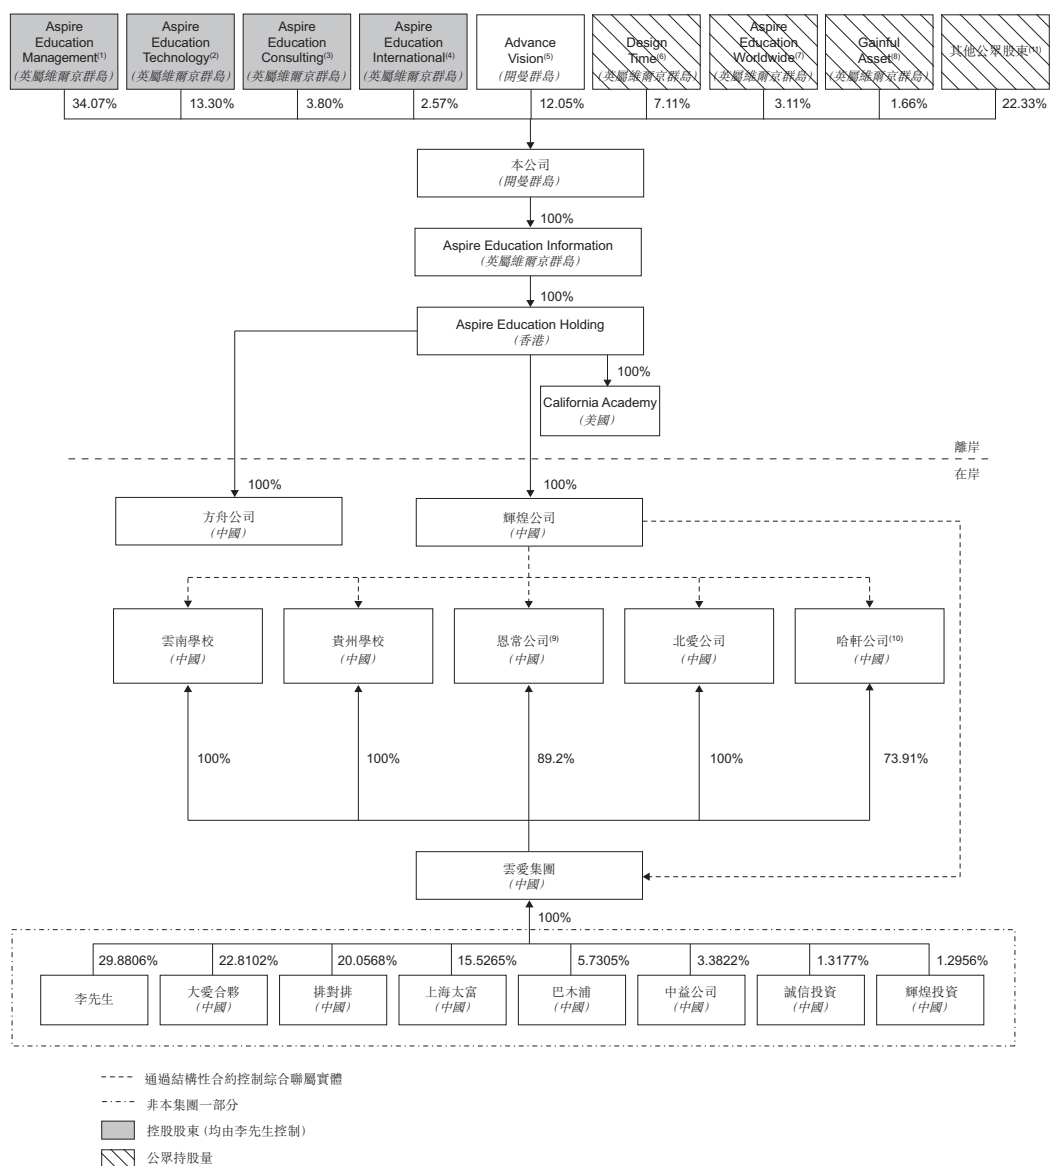 Aspire
Education
Management(1)
(英屬維爾京群島)
Aspire
Education
Technology(2)
(英屬維爾京群島)
Aspire
Education
Consulting(3)
(英屬維爾京群島)
Aspire
Education
International(4)
(英屬維爾京群島)
Advance
Vision(5)
(開曼群島)
Design
Time(6)
(英屬維爾京群島)
Aspire
Education
Worldwide(7)
(英屬維爾京群島)
Gainful
Asset(8)
(英屬維爾京群島)
其他公眾股東(11)
34.07%
13.30%
3.80%
2.57%
12.05%
7.11%
3.11%
1.66%
22.33%
本公司
(開曼群島)
100%
Aspire Education Information
(英屬維爾京群島)
100%
Aspire Education Holding
(香港)
100%
California Academy
(美國)
離岸
在岸
100%
100%
方舟公司
(中國)
輝煌公司
(中國)
雲南學校
(中國)
貴州學校
(中國)
恩常公司(9)
(中國)
北愛公司
(中國)
哈軒公司(10)
(中國)
100%
100%
89.2%
100%
73.91%
雲愛集團
(中國)
100%
29.8806%
22.8102%
20.0568%
15.5265%
5.7305%
3.3822%
1.3177%
1.2956%
李先生
大愛合夥
(中國)
排對排
(中國)
上海太富
(中國)
巴木浦
(中國)
中益公司
(中國)
誠信投資
(中國)
輝煌投資
(中國)
通過結構性合約控制綜合聯屬實體
非本集團一部分
控股股東 (均由李先生控制)
公眾持股量